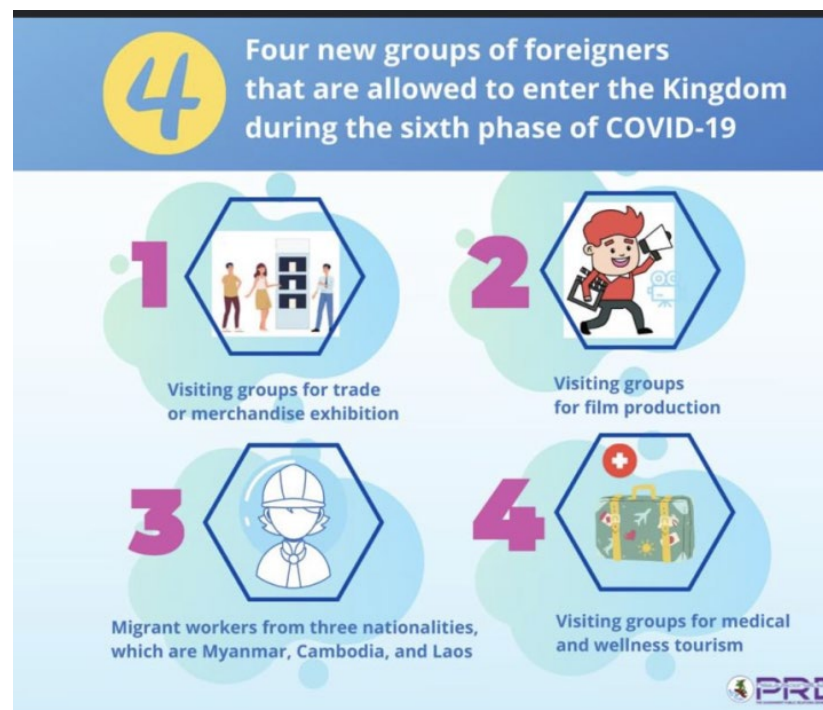 4
Four new groups of foreigners
that are allowed to enter the Kingdom
during the sixth phase of COVID-19
1
Visiting groups for trade
or merchandise exhibition
2
Visiting groups
for film production
3
Migrant workers from three nationalities,
which are Myanmar, Cambodia, and Laos
4
Visiting groups for medical
and wellness tourism
PRD